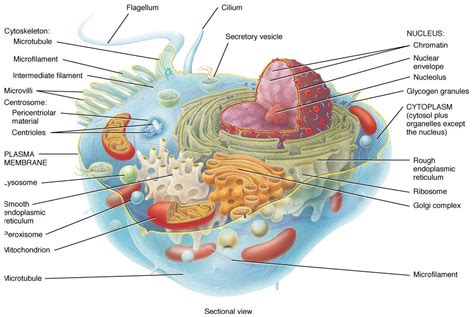 Flagellum
Cilium
Cytoskeleton:
Microtubule
Microfilament
Intermediate filament
Microvilli
Centrosome:
Pericentriolar
material
Centrioles
PLASMA
MEMBRANE
ysosome
Smooth
endoplasmic
reticulum
Peroxisome
Mitochondrion
Microtubule
Secretory vesicle
NUCLEUS:
Chromatin
Nuclear
envelope
Nucleolus
Glycogen granules
CYTOPLASM
(cytosol plus
organelles except
the nucleus)
Rough
endoplasmic
reticulum
Ribosome
Golgi complex
Microfilament
Sectional view